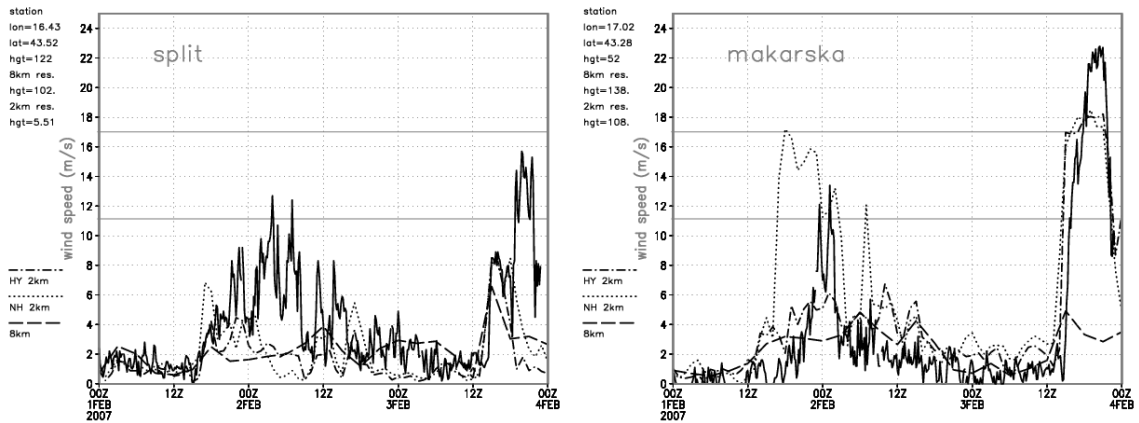 station
lon=16.43
lat=43.52
hgt=122
8km res.
hgt=102.
2km res.
hgt=5.51
HY 2km
NH 2km
8km
split
wind speed (m/s)
24
22
20
18
16
14
12
10
8
6
4
2
0
00Z 12Z 00Z 12Z 00Z 12Z 00Z
1FEB 2FEB 3FEB 4FEB
2007
station
lon=17.02
lat=43.28
hgt=52
8km res.
hgt=138.
2km res.
hgt=108.
HY 2km
NH 2km
8km
makarska
wind speed (m/s)
24
22
20
18
16
14
12
10
8
6
4
2
0
00Z 12Z 00Z 12Z 00Z 12Z 00Z
1FEB 2FEB 3FEB 4FEB
2007